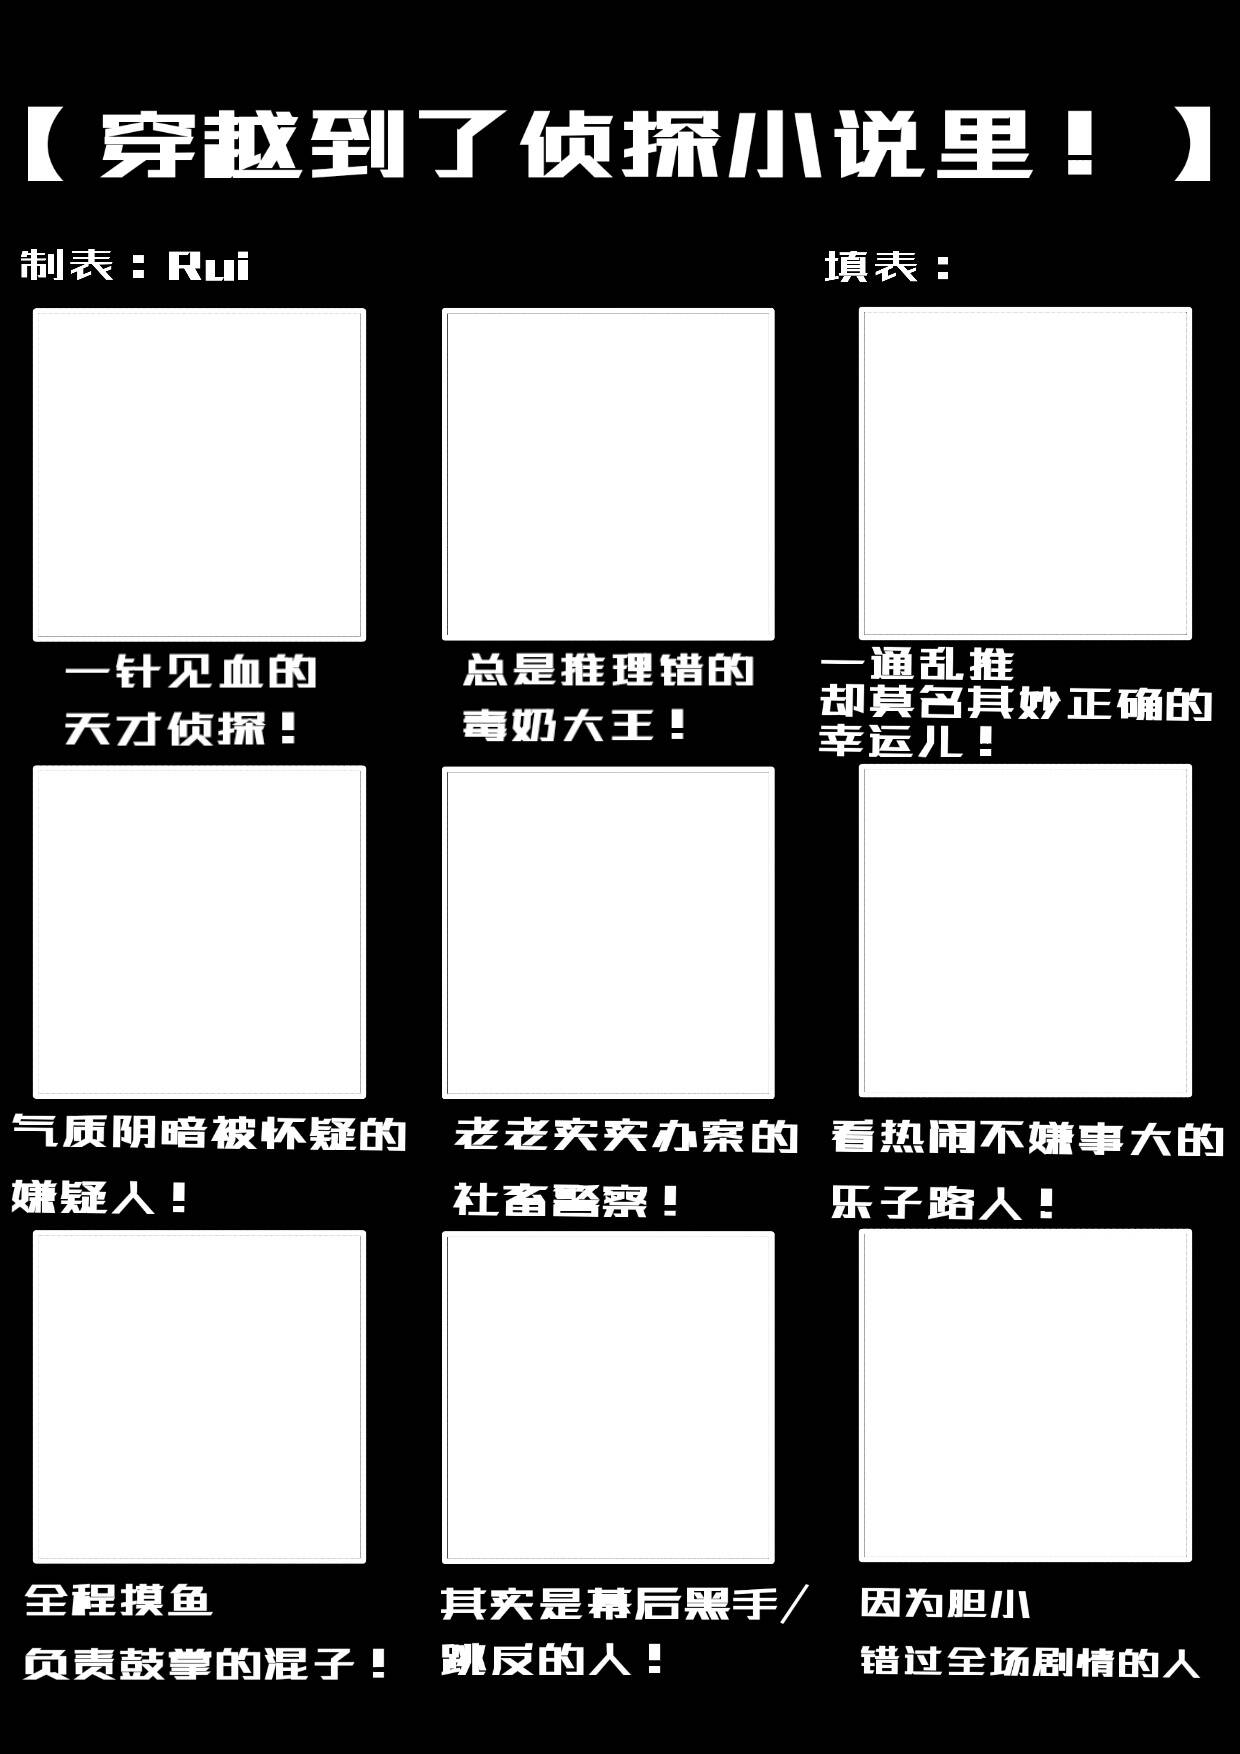 【穿越到了侦探小说里！】
制表：Rui
填表：
一针见血的
天才侦探！
总是推理错的
毒奶大王！
一通乱推
却莫名其妙正确的
幸运儿！
气质阴暗被怀疑的
嫌疑人！
老老实实办案的
社畜警察！
看热闹不嫌事大的
乐子路人！
全程摸鱼
负责鼓掌的混子！
其实是幕后黑手/
跳反的人！
因为胆小
错过全场剧情的人